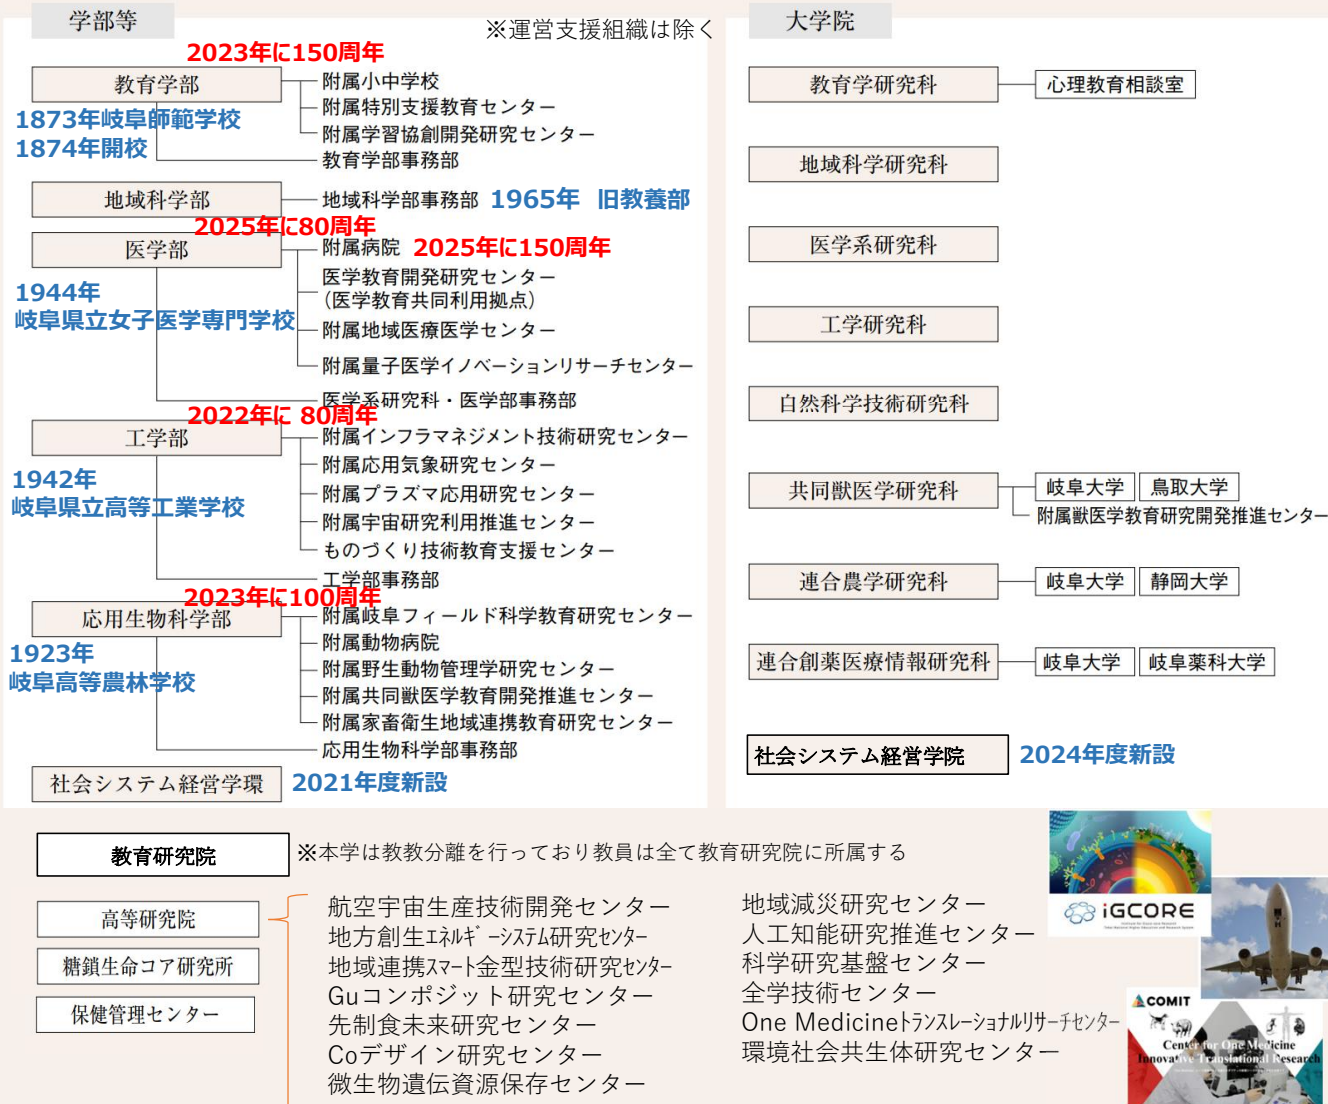 学部等
※運営支援組織は除く
2023年に150周年
教育学部
附属小中学校
附属特別支援教育センター
附属学習協創開発研究センター
教育学部事務部
1873年岐阜師範学校
1874年開校
地域科学部
地域科学部事務部
1965年 旧教養部
2025年に80周年
医学部
附属病院
2025年に150周年
医学教育開発研究センター
(医学教育共同利用拠点)
附属地域医療医学センター
附属量子医学イノベーションリサーチセンター
医学系研究科・医学部事務部
1944年
岐阜県立女子医学専門学校
2022年に 80周年
工学部
附属インフラマネジメント技術研究センター
附属応用気象研究センター
附属プラズマ応用研究センター
附属宇宙研究利用推進センター
ものづくり技術教育支援センター
工学部事務部
1942年
岐阜県立高等工業学校
2023年に100周年
応用生物科学部
附属岐阜フィールド科学教育研究センター
附属動物病院
附属野生動物管理学研究センター
附属共同獣医学教育開発推進センター
附属家畜衛生地域連携教育研究センター
応用生物科学部事務部
1923年
岐阜高等農林学校
社会システム経営学環
2021年度新設
大学院
教育学研究科
心理教育相談室
地域科学研究科
医学系研究科
工学研究科
自然科学技術研究科
共同獣医学研究科
岐阜大学
鳥取大学
附属獣医学教育研究開発推進センター
連合農学研究科
岐阜大学
静岡大学
連合創薬医療情報研究科
岐阜大学
岐阜薬科大学
社会システム経営学院
2024年度新設
教育研究院
※本学は教教分離を行っており教員は全て教育研究院に所属する
高等研究院
糖鎖生命コア研究所
保健管理センター
航空宇宙生産技術開発センター
地方創生エネルギーシステム研究センター
地域連携スマート金型技術研究センター
Guコンポジット研究センター
先制食未来研究センター
Coデザイン研究センター
微生物遺伝資源保存センター
地域減災研究センター
人工知能研究推進センター
科学研究基盤センター
全学技術センター
One Medicineトランスレーショナルリサーチセンター
環境社会共生体研究センター
iGCORE
COMIT
Center for One Medicine
Innovative Translational Research